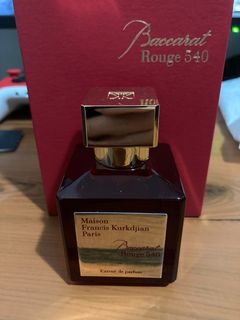 Baccarat
Rouge 540
Maison
Francis Kurkdjian
Paris
Baccarat
Rouge 540
Extrait de parfum